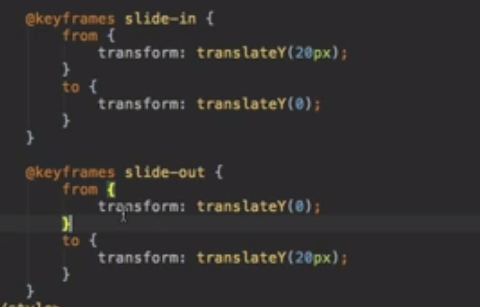 @keyframes slide-in {
from {
transform: translateY(20px);
}
to {
transform: translateY(0);
}
}
@keyframes slide-out {
from {
transform: translateY(0);
}
to {
transform: translateY(20px);
}
}